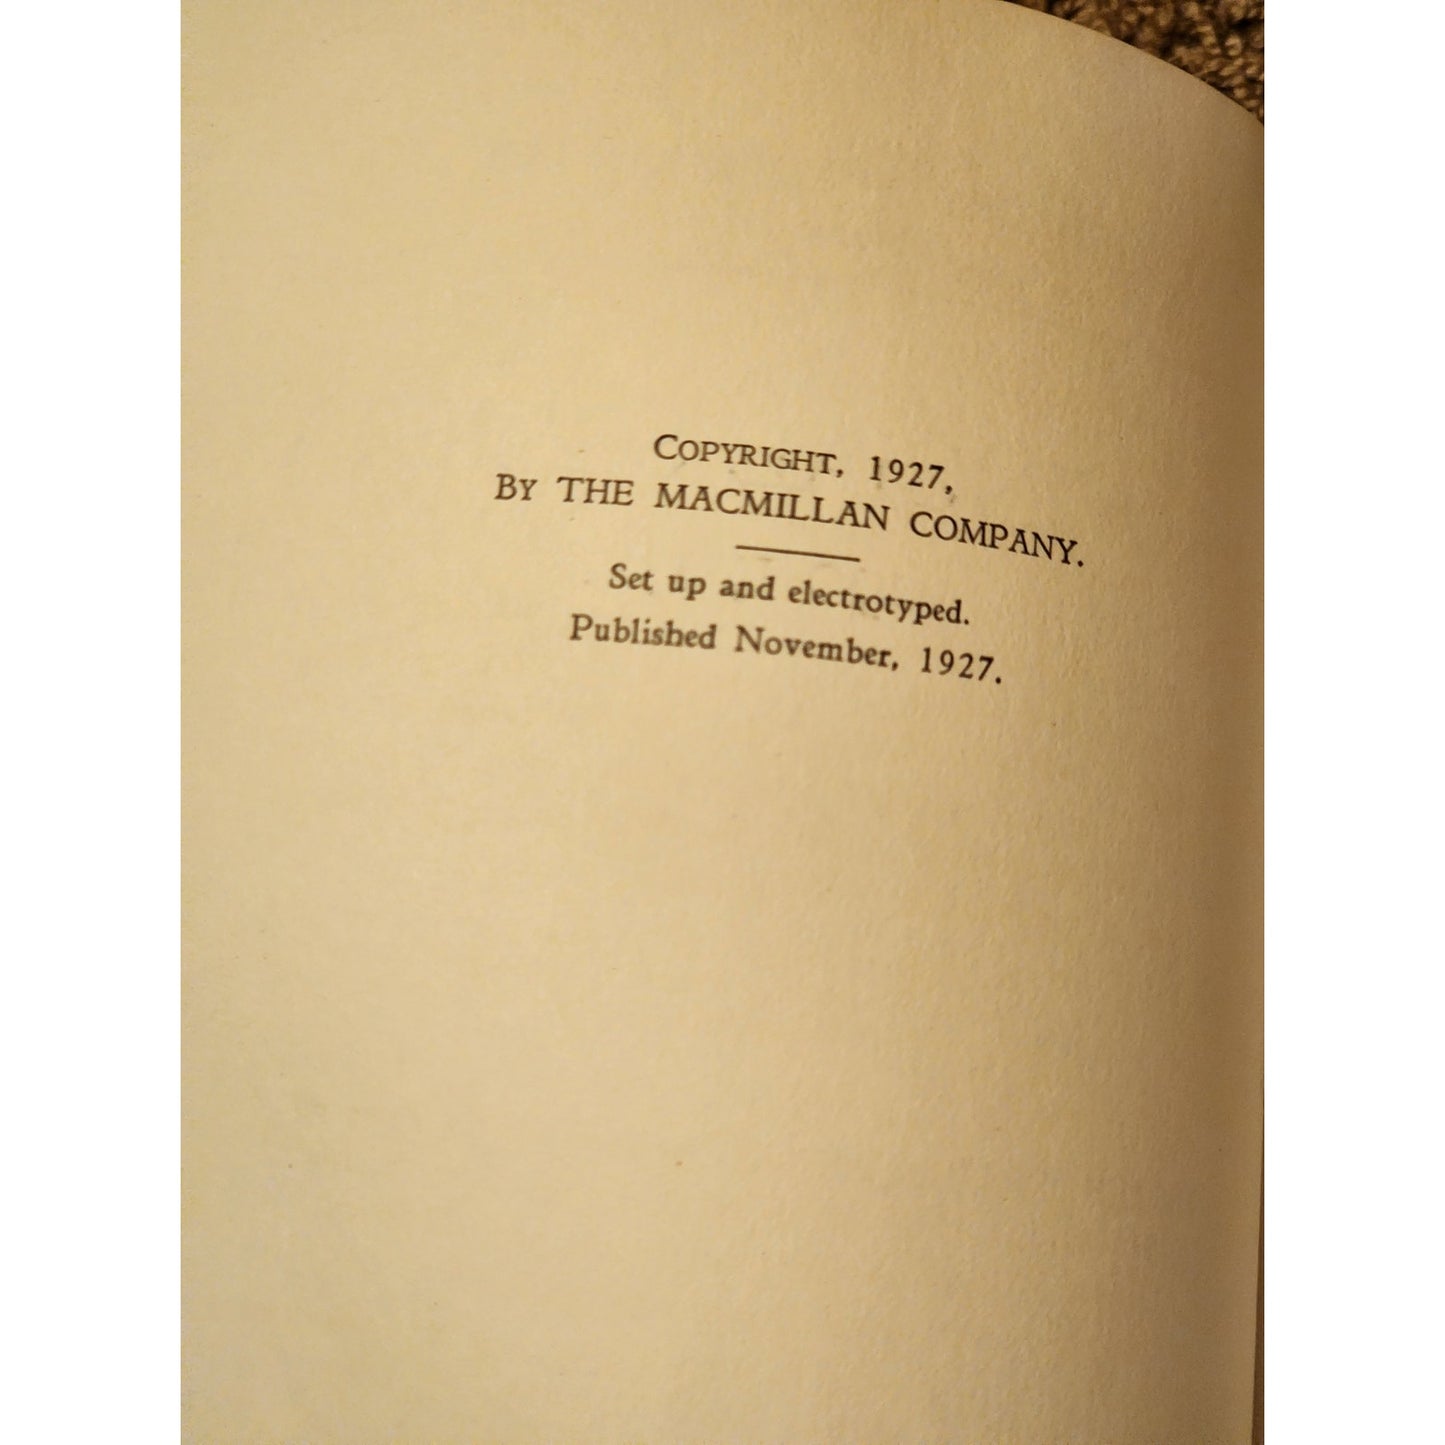 COPYRIGHT, 1927,
BY THE MACMILLAN COMPANY.
Set up and electrotyped.
Published November, 1927.